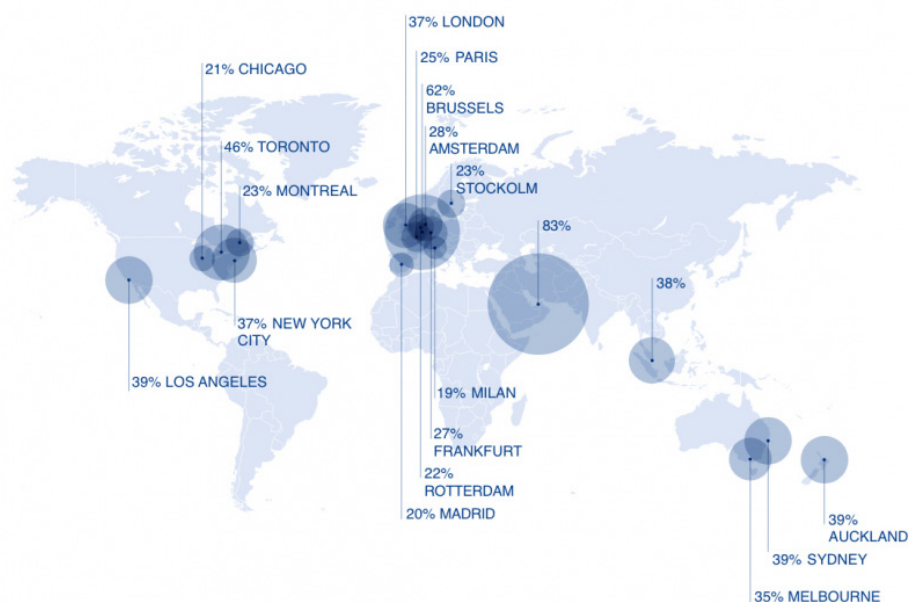 37% LONDON
25% PARIS
21% CHICAGO
62%
BRUSSELS
28%
AMSTERDAM
46% TORONTO
23%
STOCKOLM
23% MONTREAL
83%
38%
37% NEW YORK
CITY
39% LOS ANGELES
19% MILAN
27%
FRANKFURT
22%
ROTTERDAM
20% MADRID
39%
AUCKLAND
39% SYDNEY
35% MELBOURNE